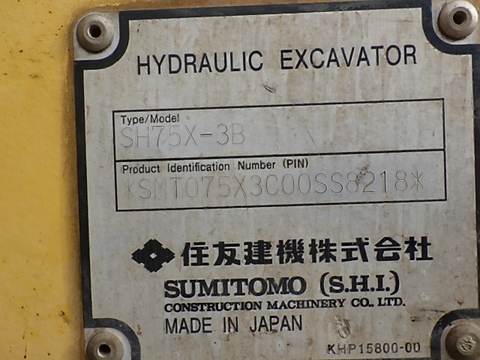 HYDRAULIC EXCAVATOR
Type/Model
SH75X-3B
Product Identification Number (PIN)
*SMT075X3C00SS8218*
住友建機株式会社
SUMITOMO (S.H.I.)
CONSTRUCTION MACHINERY CO., LTD.
MADE IN JAPAN
KHP15800-00